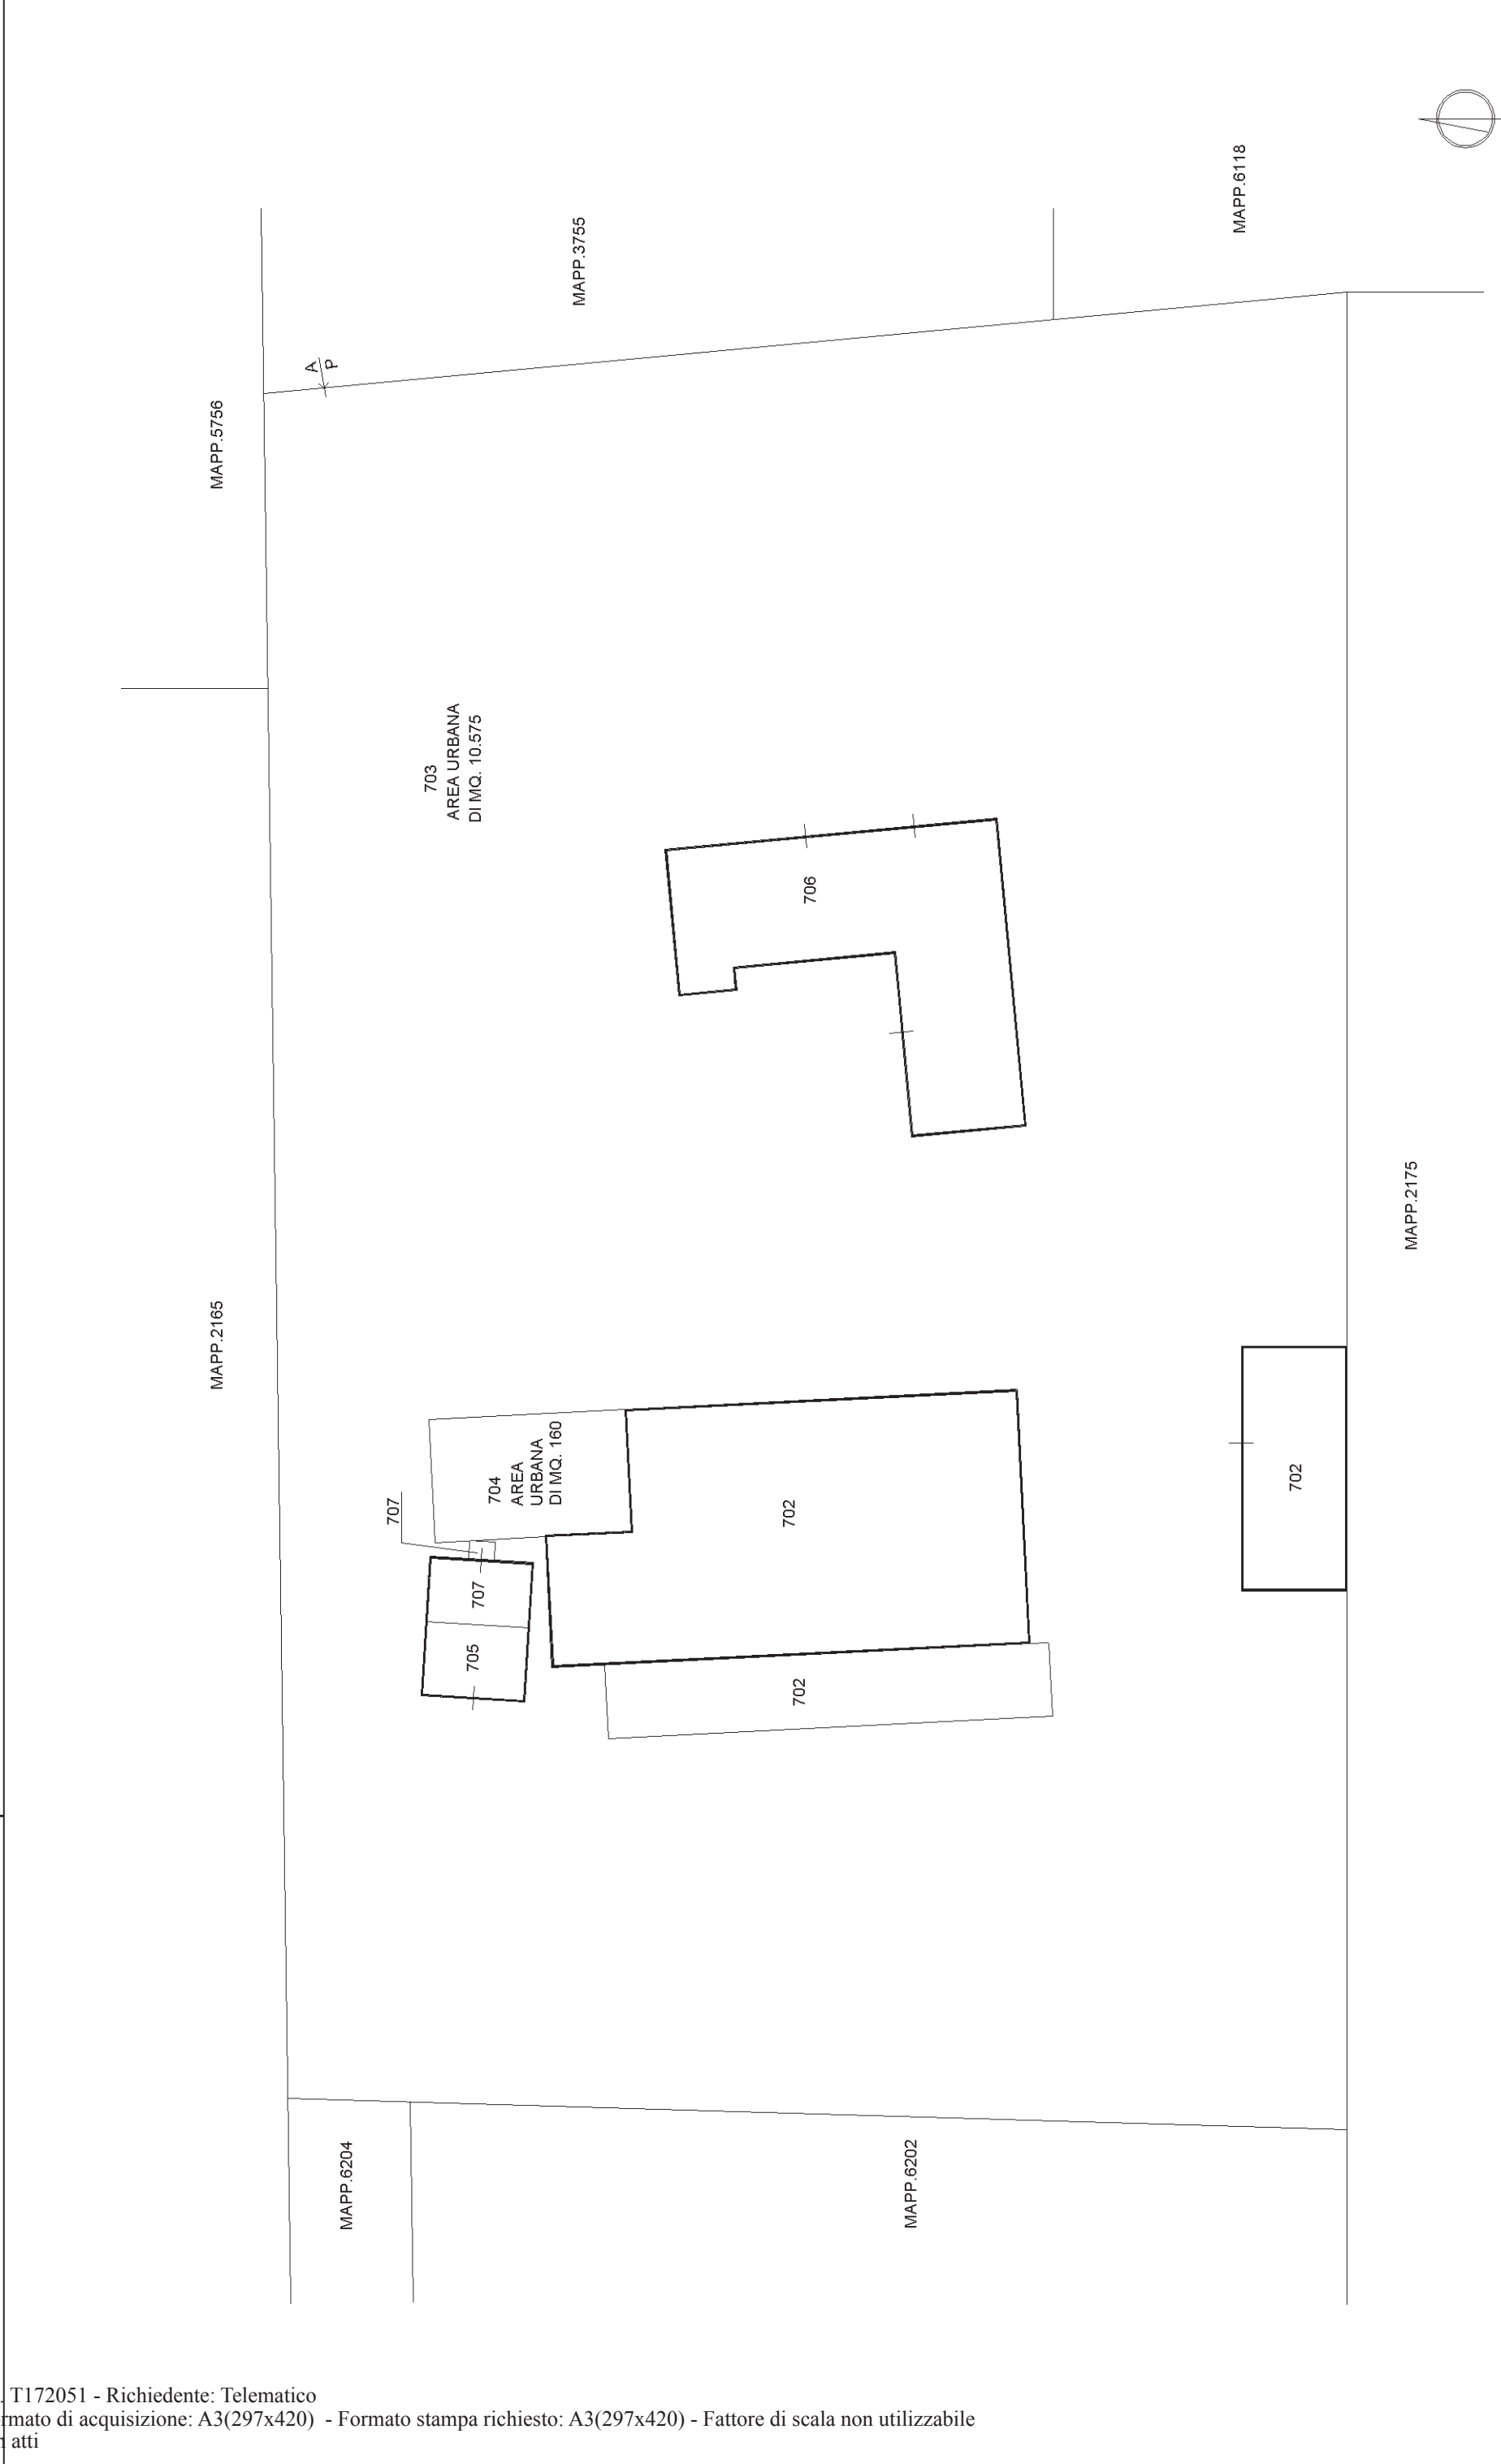 MAPP.6118
MAPP.3755
A
P
MAPP.5756
703
AREA URBANA
DI MQ. 10.575
706
MAPP.2175
MAPP.2165
704
AREA
URBANA
DI MQ. 160
707
702
702
707
705
702
MAPP.6204
MAPP.6202
. T172051 - Richiedente: Telematico
rmato di acquisizione: A3(297x420) - Formato stampa richiesto: A3(297x420) - Fattore di scala non utilizzabile
atti